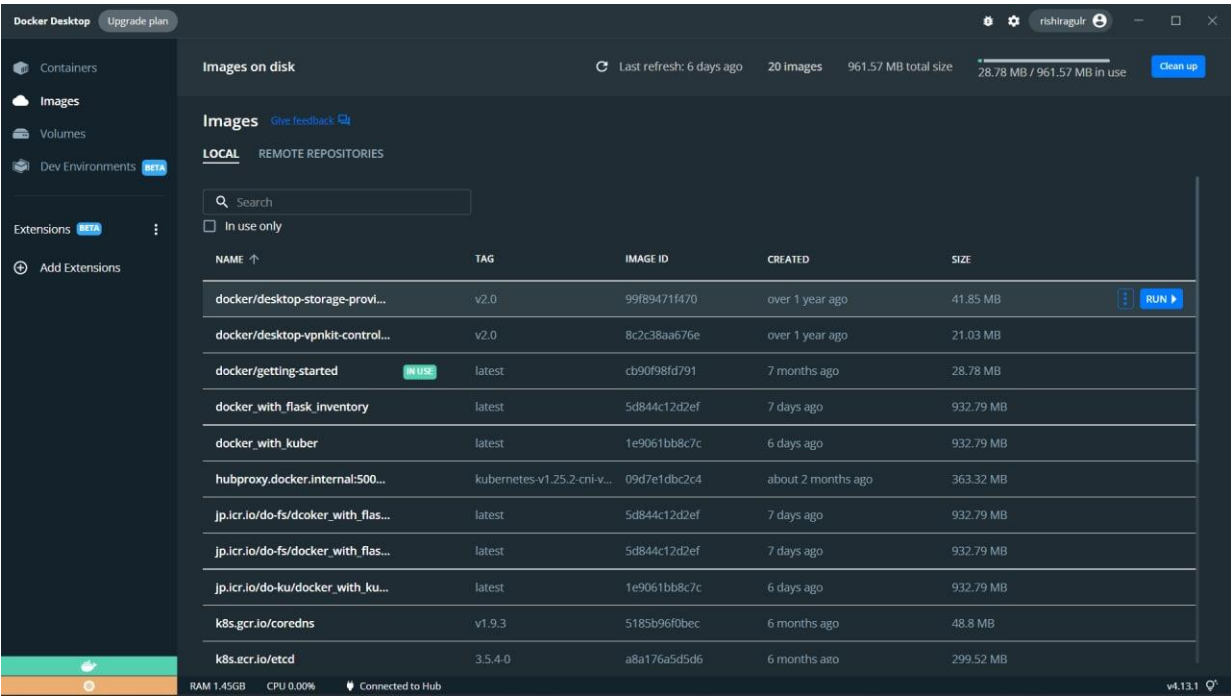 Docker Desktop Upgrade plan rishiragulr
Containers
Images
Volumes
Dev Environments BETA
Extensions BETA
Add Extensions
Images on disk Last refresh: 6 days ago 20 images 961.57 MB total size 28.78 MB / 961.57 MB in use Clean up
Images Give feedback
LOCAL REMOTE REPOSITORIES
Search
In use only
NAME TAG IMAGE ID CREATED SIZE
docker/desktop-storage-provi... v2.0 99f89471f470 over 1 year ago 41.85 MB RUN
docker/desktop-vpnkit-control... v2.0 8c2c38aa676e over 1 year ago 21.03 MB
docker/getting-started IN USE latest cb90f98fd791 7 months ago 28.78 MB
docker_with_flask_inventory latest 5d844c12d2ef 7 days ago 932.79 MB
docker_with_kuber latest 1e9061bb8c7c 6 days ago 932.79 MB
hubproxy.docker.internal:500... kubernetes-v1.25.2-cni-v... 09d7e1dbc2c4 about 2 months ago 363.32 MB
jp.icr.io/do-fs/dcoker_with_flas... latest 5d844c12d2ef 7 days ago 932.79 MB
jp.icr.io/do-fs/docker_with_flas... latest 5d844c12d2ef 7 days ago 932.79 MB
jp.icr.io/do-ku/docker_with_ku... latest 1e9061bb8c7c 6 days ago 932.79 MB
k8s.gcr.io/coredns v1.9.3 5185b96f0bec 6 months ago 48.8 MB
k8s.gcr.io/etcd 3.5.4-0 a8a176a5d5d6 6 months ago 299.52 MB
RAM 1.45GB CPU 0.00% Connected to Hub v4.13.1